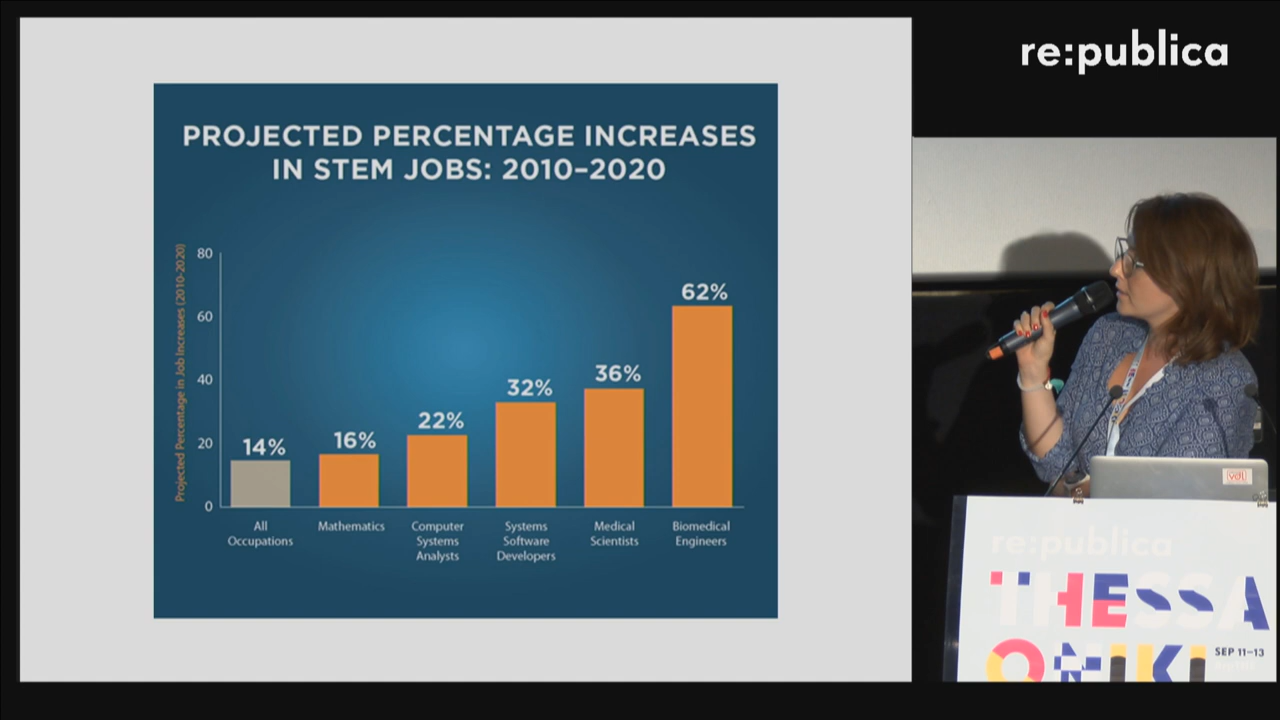 re:publica
PROJECTED PERCENTAGE INCREASES
IN STEM JOBS: 2010–2020
Projected Percentage in Job Increases (2010-2020)
80
60
40
20
0
14%
16%
22%
32%
36%
62%
All
Occupations
Mathematics
Computer
Systems
Analysts
Systems
Software
Developers
Medical
Scientists
Biomedical
Engineers
vdl
re:publica
THESSA
ONIKI
SEP 11–13